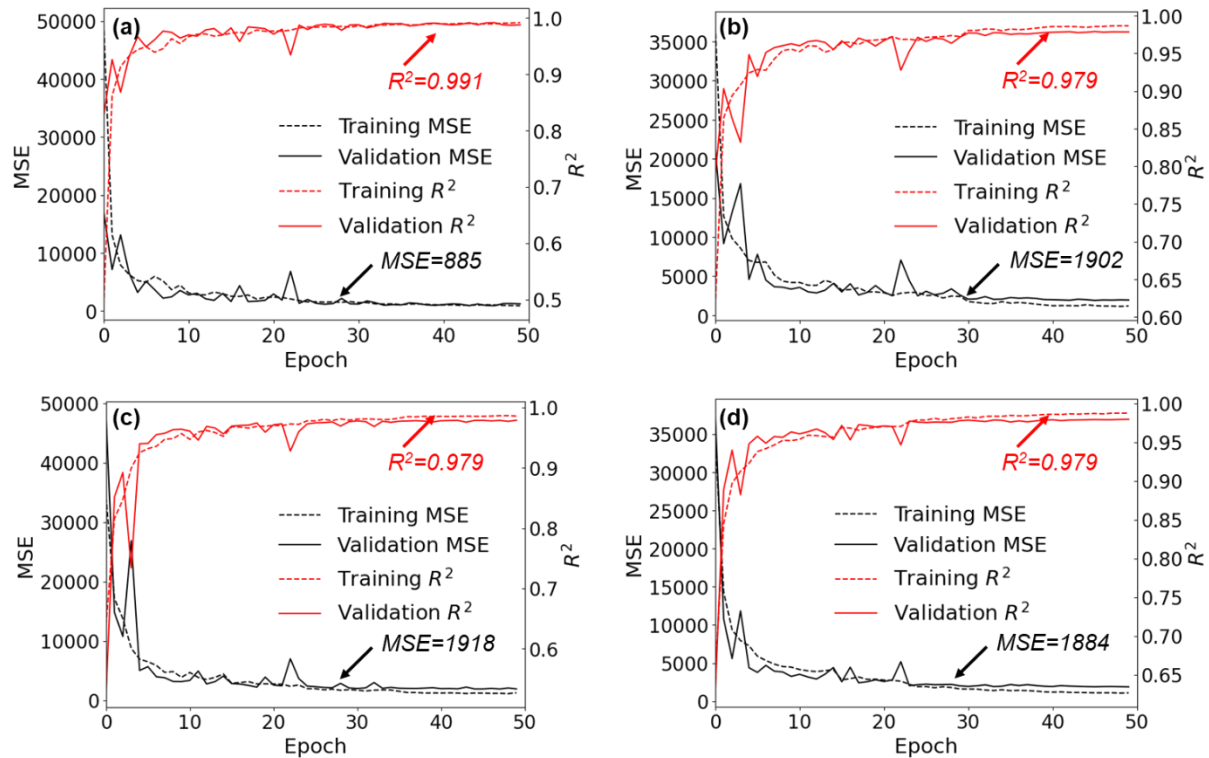 (a)
50000
40000
30000
20000
10000
0
MSE
1.0
0.9
0.8
0.7
0.6
0.5
R²
R²=0.991
Training MSE
Validation MSE
Training R²
Validation R²
MSE=885
0 10 20 30 40 50
Epoch
(b)
35000
30000
25000
20000
15000
10000
5000
0
MSE
1.00
0.95
0.90
0.85
0.80
0.75
0.70
0.65
0.60
R²
R²=0.979
Training MSE
Validation MSE
Training R²
Validation R²
MSE=1902
0 10 20 30 40 50
Epoch
(c)
50000
40000
30000
20000
10000
0
MSE
1.0
0.9
0.8
0.7
0.6
R²
R²=0.979
Training MSE
Validation MSE
Training R²
Validation R²
MSE=1918
0 10 20 30 40 50
Epoch
(d)
35000
30000
25000
20000
15000
10000
5000
0
MSE
1.00
0.95
0.90
0.85
0.80
0.75
0.70
0.65
R²
R²=0.979
Training MSE
Validation MSE
Training R²
Validation R²
MSE=1884
0 10 20 30 40 50
Epoch